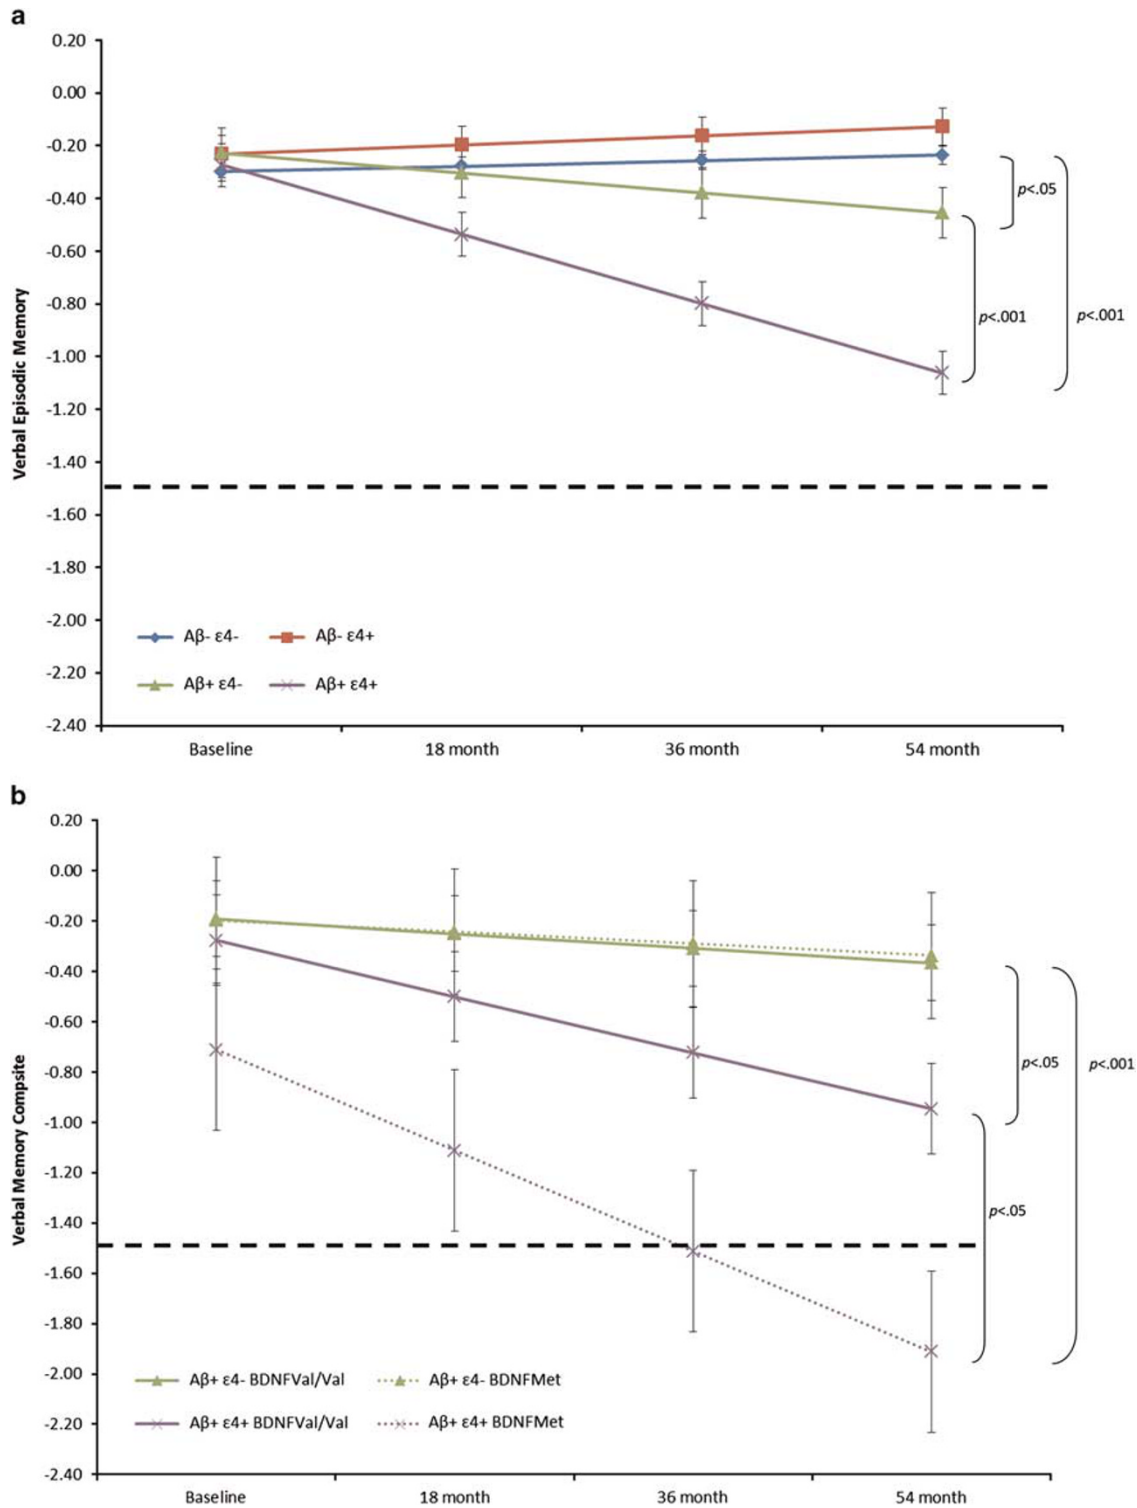 a
0.20
0.00
-0.20
-0.40
-0.60
-0.80
-1.00
-1.20
-1.40
-1.60
-1.80
-2.00
-2.20
-2.40
Verbal Episodic Memory
p<.05
p<.001
p<.001
Aβ- ε4-
Aβ- ε4+
Aβ+ ε4-
Aβ+ ε4+
Baseline
18 month
36 month
54 month
b
0.20
0.00
-0.20
-0.40
-0.60
-0.80
-1.00
-1.20
-1.40
-1.60
-1.80
-2.00
-2.20
-2.40
Verbal Memory Compsite
p<.05
p<.001
p<.05
Aβ+ ε4- BDNFVal/Val
Aβ+ ε4- BDNFMet
Aβ+ ε4+ BDNFVal/Val
Aβ+ ε4+ BDNFMet
Baseline
18 month
36 month
54 month